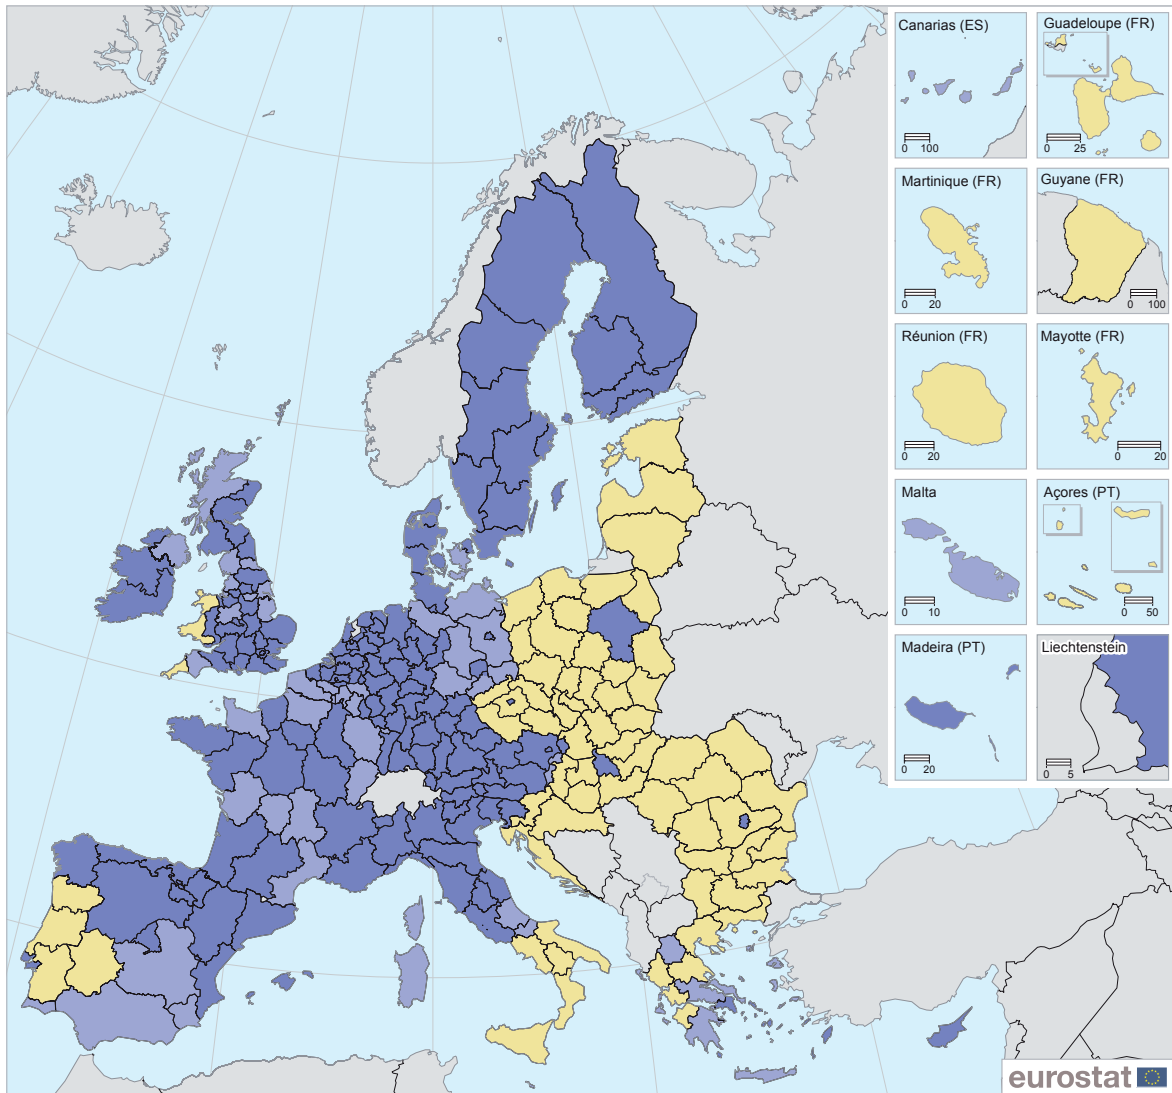 Canarias (ES)
0 100
Guadeloupe (FR)
0 25
Martinique (FR)
0 20
Guyane (FR)
0 100
Réunion (FR)
0 20
Mayotte (FR)
0 20
Malta
0 10
Açores (PT)
0 50
Madeira (PT)
0 20
Liechtenstein
0 5
eurostat